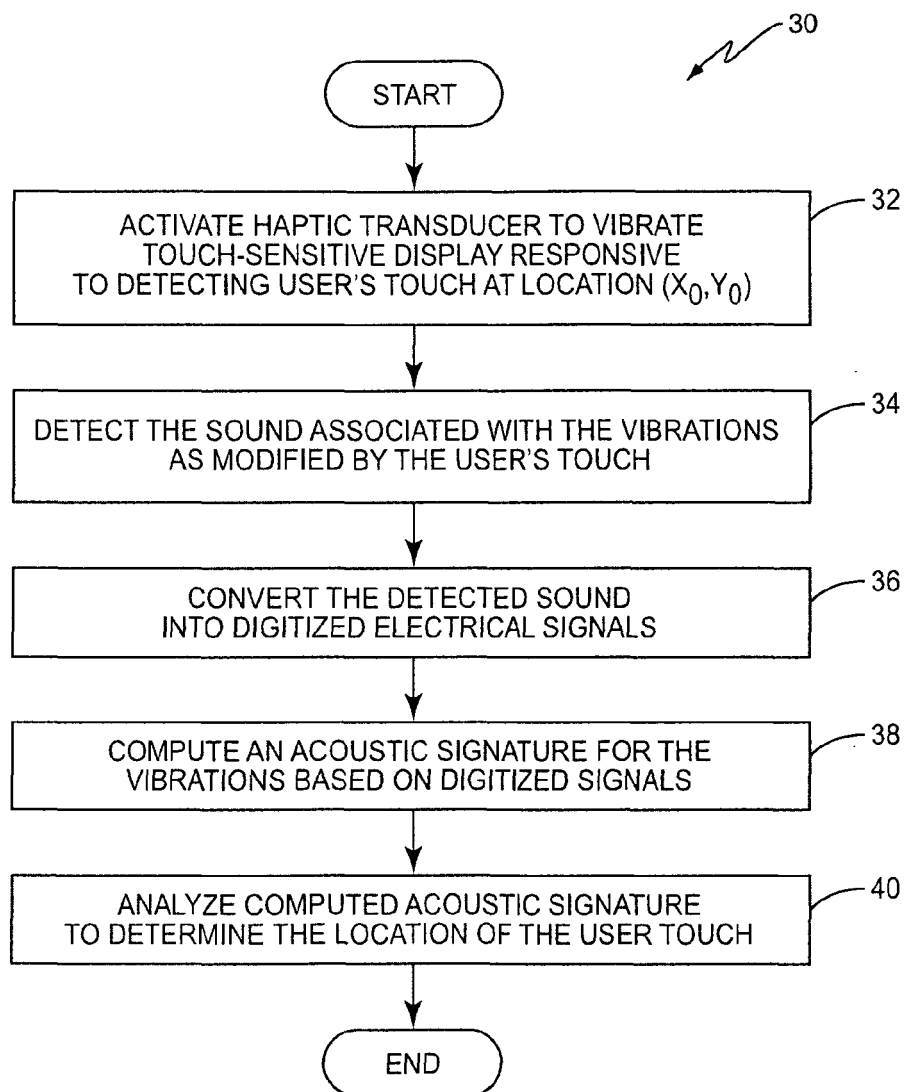 30
START
32
ACTIVATE HAPTIC TRANSDUCER TO VIBRATE
TOUCH-SENSITIVE DISPLAY RESPONSIVE
TO DETECTING USER'S TOUCH AT LOCATION (X0,Y0)
34
DETECT THE SOUND ASSOCIATED WITH THE VIBRATIONS
AS MODIFIED BY THE USER'S TOUCH
36
CONVERT THE DETECTED SOUND
INTO DIGITIZED ELECTRICAL SIGNALS
38
COMPUTE AN ACOUSTIC SIGNATURE FOR THE
VIBRATIONS BASED ON DIGITIZED SIGNALS
40
ANALYZE COMPUTED ACOUSTIC SIGNATURE
TO DETERMINE THE LOCATION OF THE USER TOUCH
END